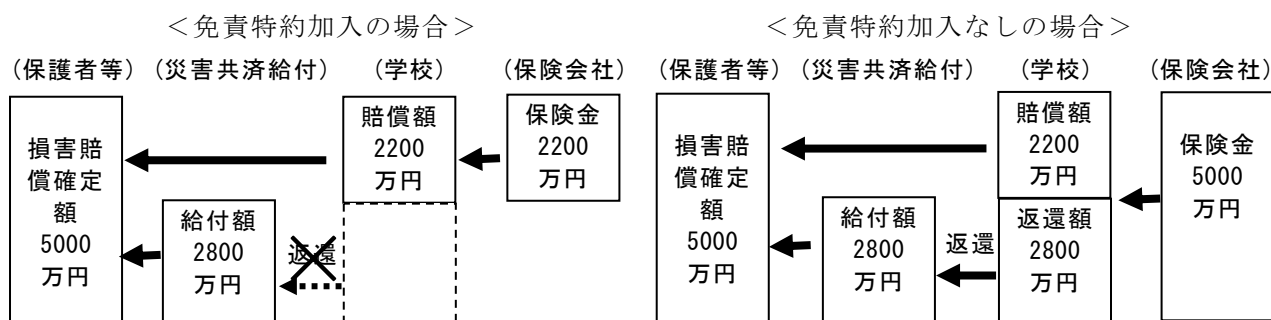 ＜免責特約加入の場合＞
（保護者等）（災害共済給付）（学校）（保険会社）
損害賠
償確定
額
5000
万円
給付額
2800
万円
返還
賠償額
2200
万円
保険金
2200
万円
＜免責特約加入なしの場合＞
（保護者等）（災害共済給付）（学校）（保険会社）
損害賠
償確定
額
5000
万円
給付額
2800
万円
返還
賠償額
2200
万円
返還額
2800
万円
保険金
5000
万円